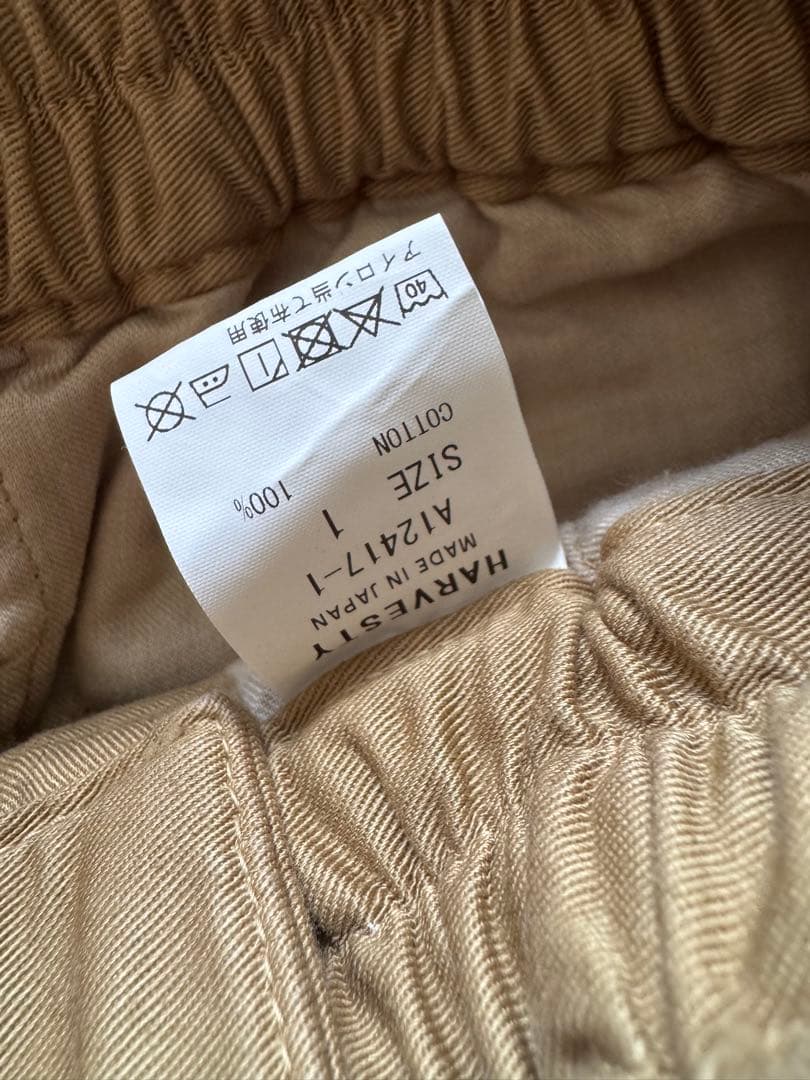 HARVESTY
MADE IN JAPAN
A12417-1
SIZE 1
COTTON 100%
40
アイロン当て布使用